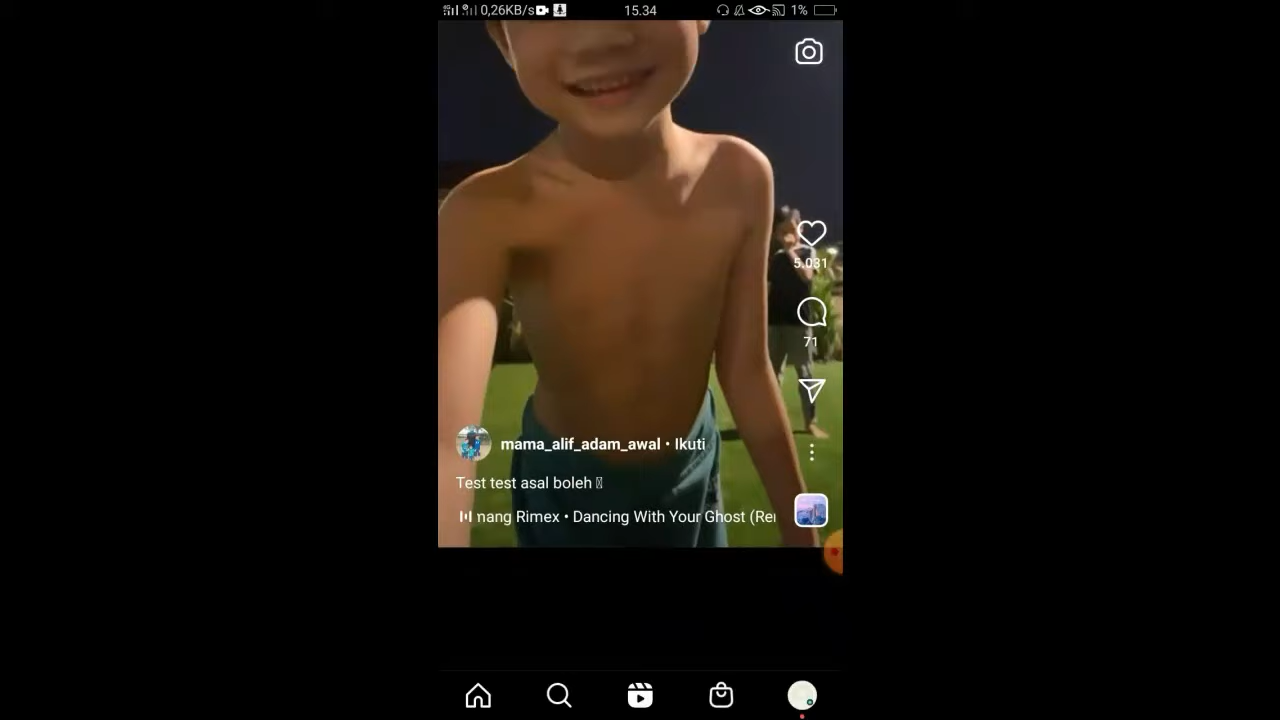 0,26KB/s
15.34
1%
5.031
71
mama_alif_adam_awal • Ikuti
Test test asal boleh
nang Rimex • Dancing With Your Ghost (Re